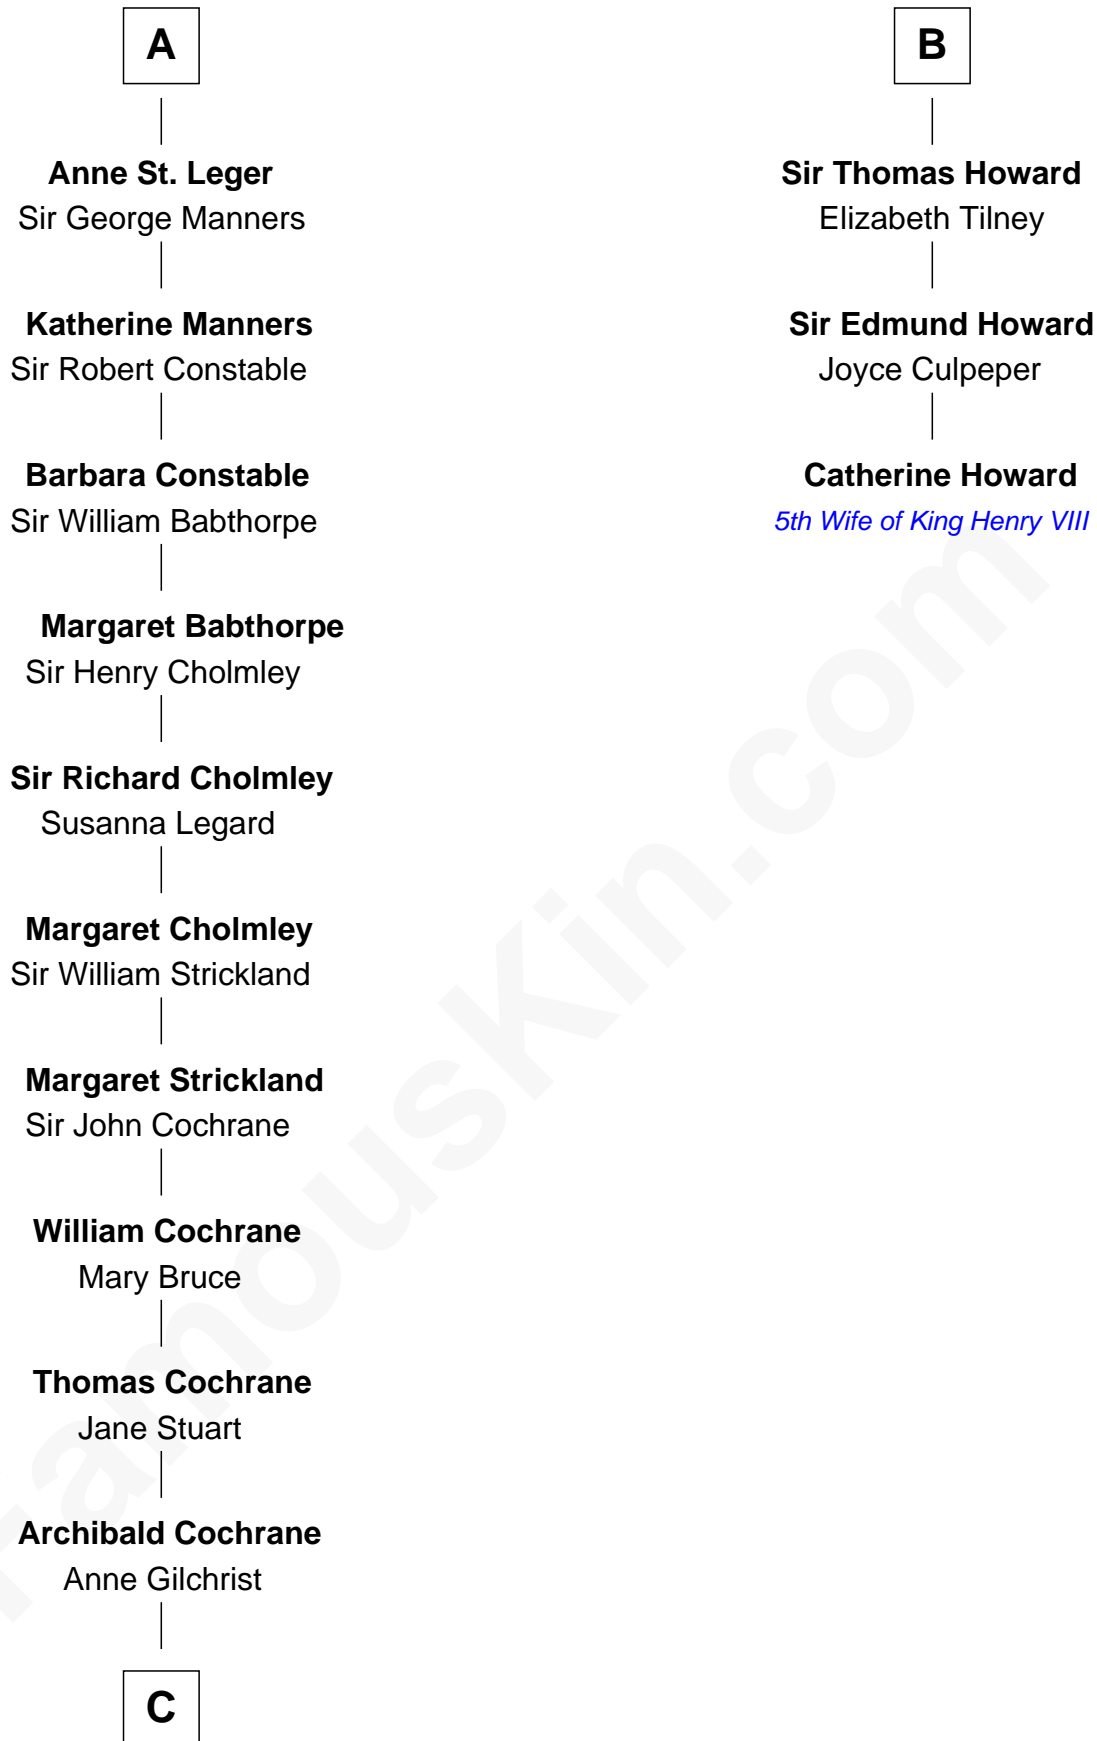 A
Anne St. Leger
Sir George Manners
Katherine Manners
Sir Robert Constable
Barbara Constable
Sir William Babthorpe
Margaret Babthorpe
Sir Henry Cholmley
Sir Richard Cholmley
Susanna Legard
Margaret Cholmley
Sir William Strickland
Margaret Strickland
Sir John Cochrane
William Cochrane
Mary Bruce
Thomas Cochrane
Jane Stuart
Archibald Cochrane
Anne Gilchrist
C
B
Sir Thomas Howard
Elizabeth Tilney
Sir Edmund Howard
Joyce Culpeper
Catherine Howard
5th Wife of King Henry VIII
FamousKin.com